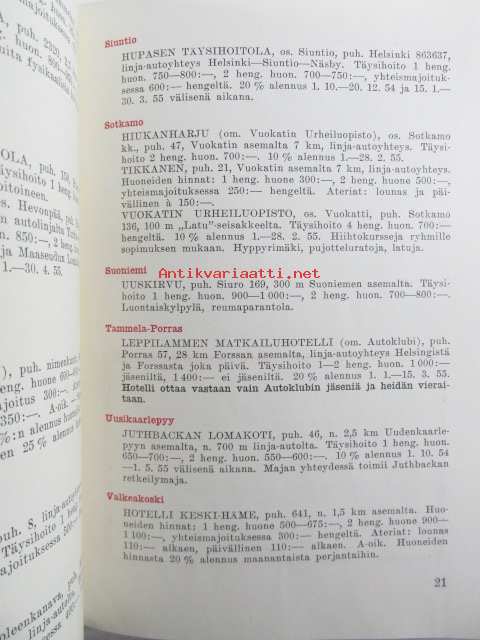 Siuntio
HUPASEN TÄYSIHOITOLA, os. Siuntio, puh. Helsinki 863637,
linja-autoyhteys Helsinki—Siuntio—Näsby. Täysihoito 1 heng.
huon. 750—800:—, 2 heng. huon. 700—750:—, yhteismajoituk-
sessa 600:— hengeltä. 20 % alennus 1. 10.—20. 12. 54 ja 15. 1.—
30. 3. 55 välisenä aikana.
Sotkamo
HIUKANHARJU (om. Vuokatin Urheiluopisto), os. Sotkamo
kk., puh. 47, Vuokatin asemalta 7 km, linja-autoyhteys. Täysi-
hoito 2 heng. huon. 700:—. 10 % alennus 1.—28. 2. 55.
TIKKANEN, puh. 21, Vuokatin asemalta 7 km, linja-autoyhteys.
Huoneiden hinnat: 1 heng. huone 300:—, 2 heng. huone 500:—,
yhteismajoituksessa 250:— hengeltä. Ateriat: lounas ja päi-
vällinen à 150:—.
VUOKATIN URHEILUOPISTO, os. Vuokatti, puh. Sotkamo
136, 100 m „Latu"-seisakkeelta. Täysihoito 4 heng. huon. 700:—
hengeltä. 10 % alennus 1.—28. 2. 55. Hiihtokursseja ryhmille
sopimuksen mukaan. Hyppyrimäki, pujotteluratoja, latuja.
Antikvariaatti.net
Suoniemi
UUSKIRVU, puh. Siuro 169, 300 m Suoniemen asemalta. Täysi-
hoito 1 heng. huon. 900—1 000:—, 2 heng. huon. 700—800:—.
Luontaiskylpylä, reumaparantola.
Tammela-Porras
LEPPILAMMEN MATKAILUHOTELLI (om. Autoklubi), puh.
Porras 57, 28 km Forssan asemalta, linja-autoyhteys Helsingistä
ja Forssasta joka päivä. Täysihoito 1—2 heng. huon. 1 000:—
jäseniltä, 1 400:— ei jäseniltä. 20 % alennus 1. 1.—15. 3. 55.
Hotelli ottaa vastaan vain Autoklubin jäseniä ja heidän vierai-
taan.
Uusikaarlepyy
JUTHBACKAN LOMAKOTI, puh. 46, n. 2,5 km Uudenkaarle-
pyyn asemalta, n. 700 m linja-autolta. Täysihoito 1 heng. huon.
650—700:—, 2 heng. huon. 550—600:—. 10 % alennus 1. 10. 54
—1. 5. 55 välisenä aikana. Majan yhteydessä toimii Juthbackan
retkeilymaja.
Valkeakoski
HOTELLI KESKI-HÄME, puh. 641, n. 1,5 km asemalta. Huo-
neiden hinnat: 1 heng. huone 500—675:—, 2 heng. huone 900—
1 100:—, yhteismajoituksessa 300:— hengeltä. Ateriat: lounas
110:— alkaen, päivällinen 110:— alkaen. A-oik. Huoneiden
hinnasta 20 % alennus maanantaista perjantaihin.
21